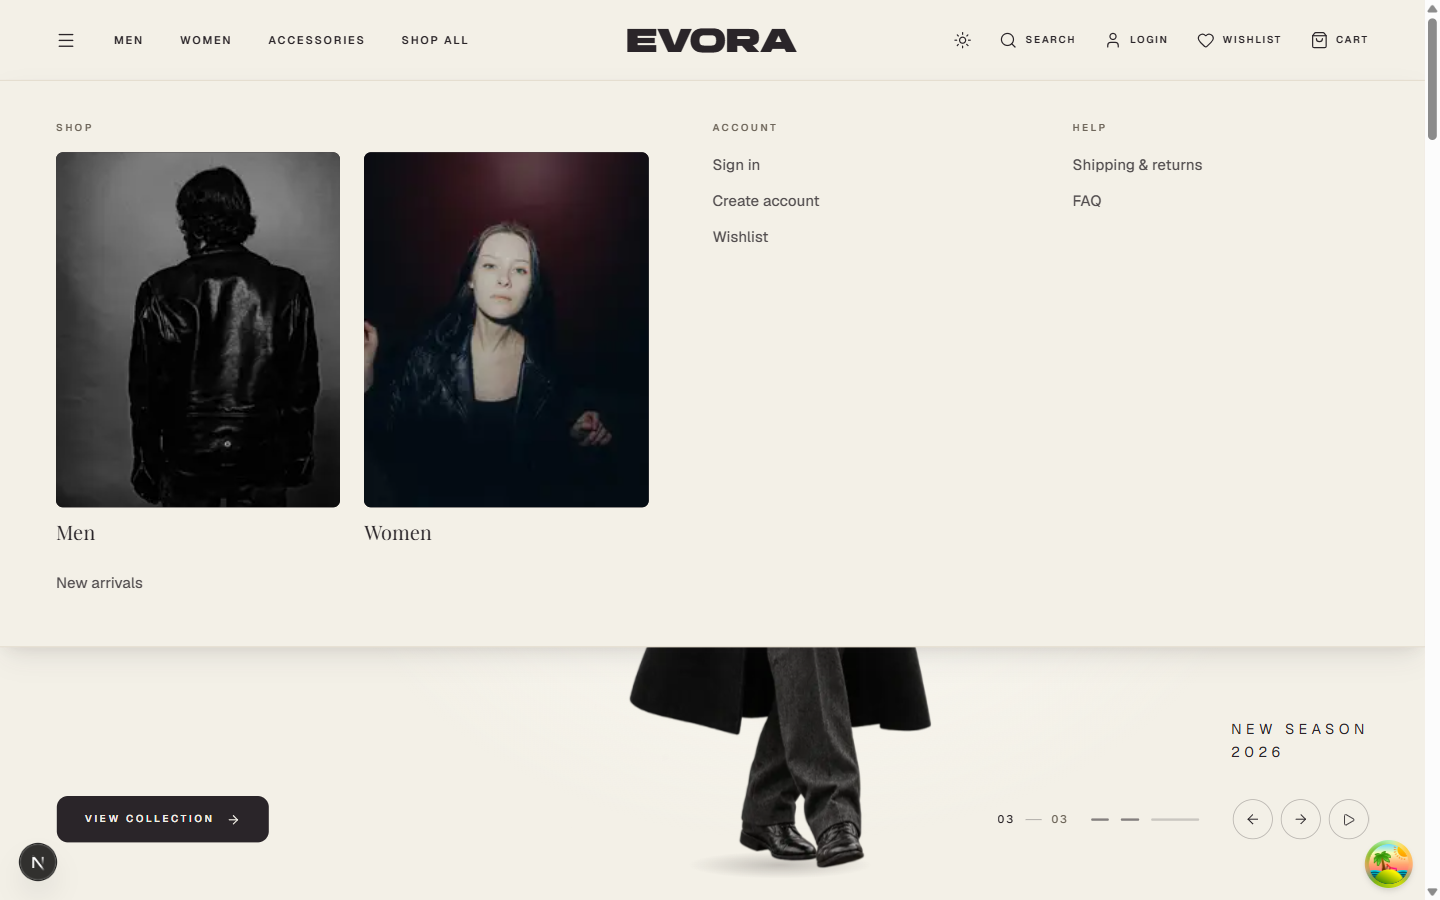 MEN
WOMEN
ACCESSORIES
SHOP ALL
EVORA
SEARCH
LOGIN
WISHLIST
CART
SHOP
Men
Women
New arrivals
ACCOUNT
Sign in
Create account
Wishlist
HELP
Shipping & returns
FAQ
NEW SEASON
2026
VIEW COLLECTION
03 — 03
N